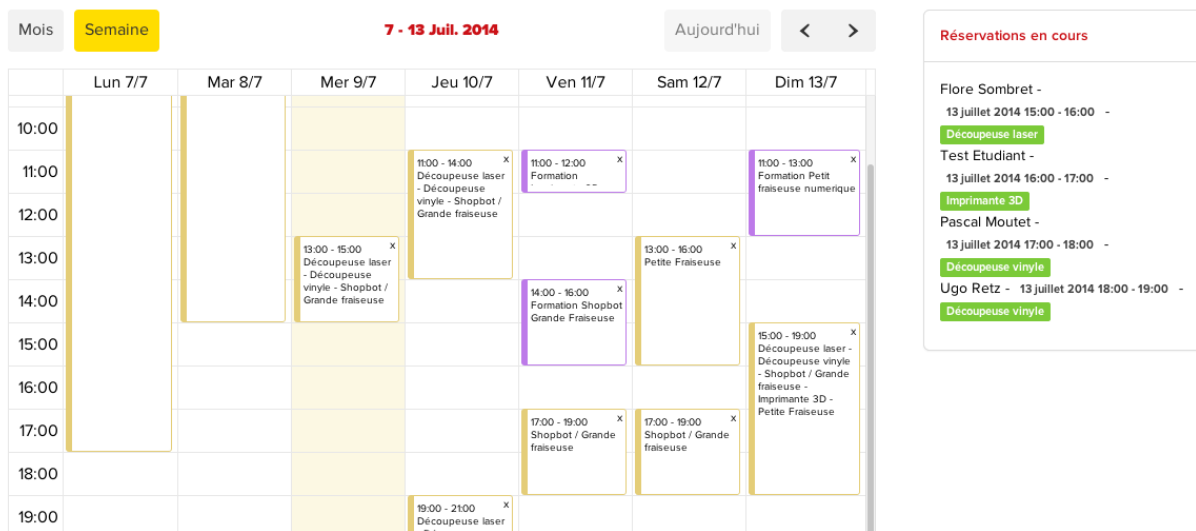 Mois
Semaine
7 - 13 Juil. 2014
Aujourd'hui
Lun 7/7
Mar 8/7
Mer 9/7
Jeu 10/7
Ven 11/7
Sam 12/7
Dim 13/7
10:00
11:00
12:00
13:00
14:00
15:00
16:00
17:00
18:00
19:00
13:00 - 15:00
x
Découpeuse laser
- Découpeuse
vinyle - Shopbot /
Grande fraiseuse
11:00 - 14:00
x
Découpeuse laser
- Découpeuse
vinyle - Shopbot /
Grande fraiseuse
19:00 - 21:00
x
Découpeuse laser
11:00 - 12:00
x
Formation
14:00 - 16:00
x
Formation Shopbot
Grande Fraiseuse
17:00 - 19:00
x
Shopbot / Grande
fraiseuse
13:00 - 16:00
x
Petite Fraiseuse
17:00 - 19:00
x
Shopbot / Grande
fraiseuse
11:00 - 13:00
x
Formation Petit
fraiseuse numerique
15:00 - 19:00
x
Découpeuse laser -
Découpeuse vinyle
- Shopbot / Grande
fraiseuse -
Imprimante 3D -
Petite Fraiseuse
Réservations en cours
Flore Sombret -
13 juillet 2014 15:00 - 16:00 -
Découpeuse laser
Test Etudiant -
13 juillet 2014 16:00 - 17:00 -
Imprimante 3D
Pascal Moutet -
13 juillet 2014 17:00 - 18:00 -
Découpeuse vinyle
Ugo Retz - 13 juillet 2014 18:00 - 19:00 -
Découpeuse vinyle